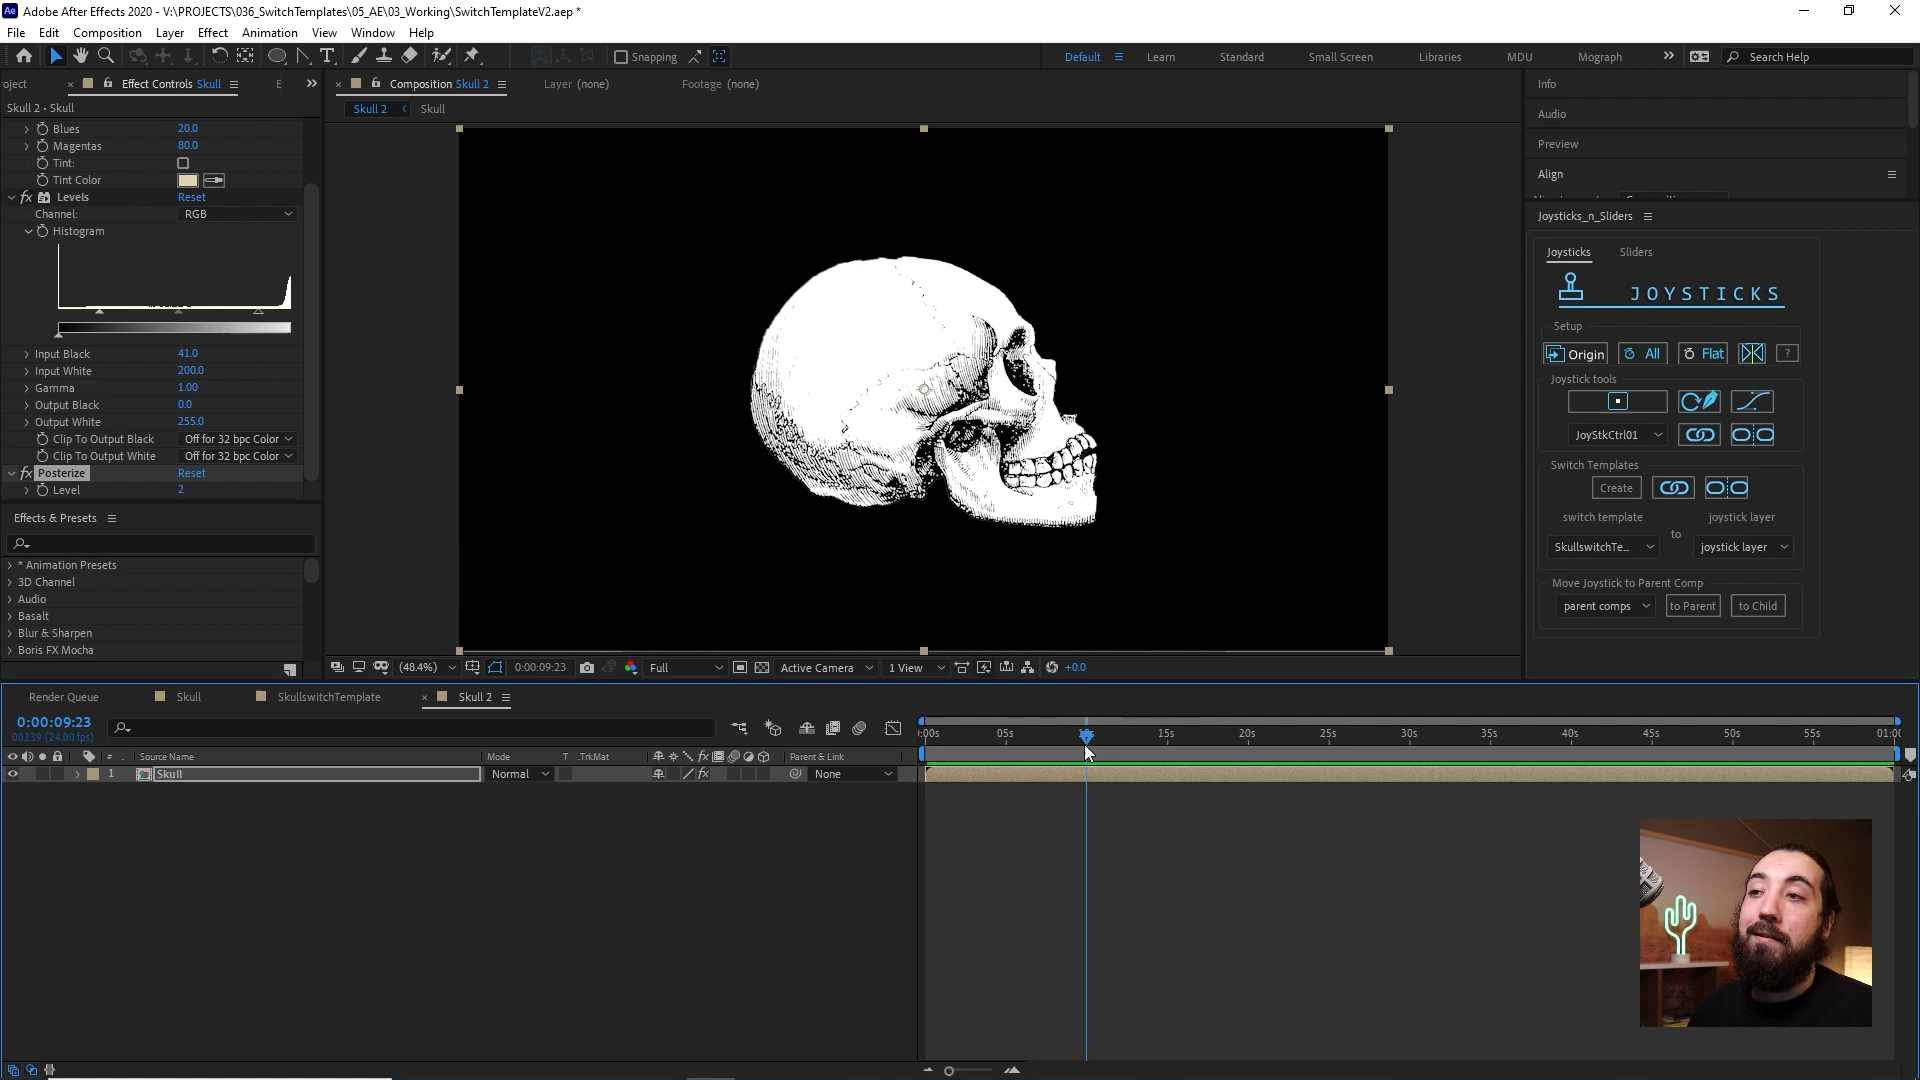 Adobe After Effects 2020 - V:\PROJECTS\036_SwitchTemplates\05_AE\03_Working\SwitchTemplateV2.aep *
File Edit Composition Layer Effect Animation View Window Help
Snapping
Default Learn Standard Small Screen Libraries MDU Mograph Search Help
oject Effect Controls Skull E
Composition Skull 2 Layer (none) Footage (none)
Skull 2 • Skull
Skull 2 Skull
Blues 20.0
Magentas 80.0
Tint:
Tint Color
fx Levels Reset
Channel: RGB
Histogram
Input Black 41.0
Input White 200.0
Gamma 1.00
Output Black 0.0
Output White 255.0
Clip To Output Black Off for 32 bpc Color
Clip To Output White Off for 32 bpc Color
fx Posterize Reset
Level 2
Effects & Presets
* Animation Presets
3D Channel
Audio
Basalt
Blur & Sharpen
Boris FX Mocha
(48.4%) 0:00:09:23 Full Active Camera 1 View +0.0
Info
Audio
Preview
Align
Joysticks_n_Sliders
Joysticks Sliders
JOYSTICKS
Setup
Origin All Flat ?
Joystick tools
JoyStkCtrl01
Switch Templates
Create
switch template joystick layer
to
SkullswitchTe... joystick layer
Move Joystick to Parent Comp
parent comps to Parent to Child
Render Queue Skull SkullswitchTemplate Skull 2
0:00:09:23
00239 (24.00 fps)
:00s 05s 15s 20s 25s 30s 35s 40s 45s 50s 55s 01:00
# Source Name Mode T .TrkMat fx Parent & Link
1 Skull Normal fx None